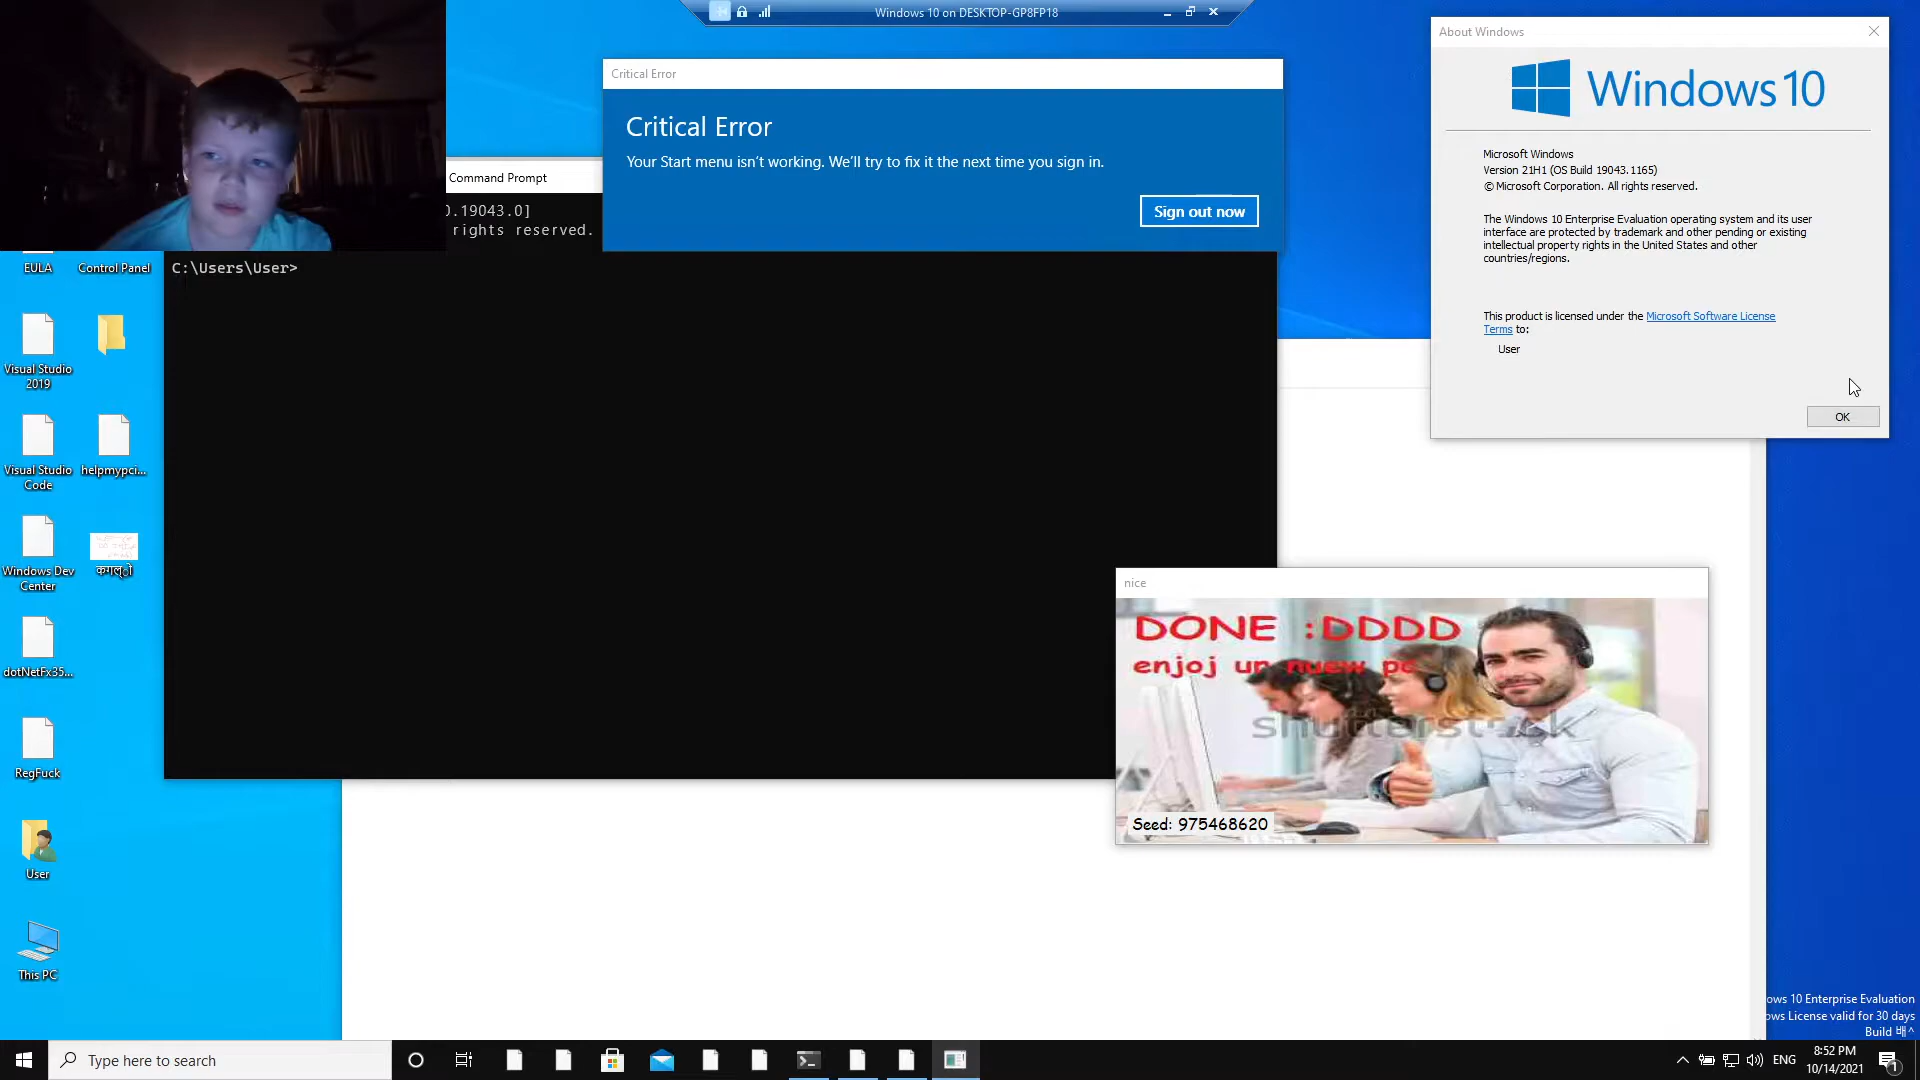 Windows 10 on DESKTOP-GP8FP18
Critical Error
Critical Error
Your Start menu isn't working. We'll try to fix it the next time you sign in.
Sign out now
About Windows
Windows 10
Microsoft Windows
Version 21H1 (OS Build 19043.1165)
© Microsoft Corporation. All rights reserved.
The Windows 10 Enterprise Evaluation operating system and its user
interface are protected by trademark and other pending or existing
intellectual property rights in the United States and other
countries/regions.
This product is licensed under the Microsoft Software License
Terms to:
User
OK
Command Prompt
0.19043.0]
rights reserved.
C:\Users\User>
EULA
Control Panel
Visual Studio
2019
Visual Studio
Code
helpmypci...
Windows Dev
Center
dotNetFx35...
RegFuck
User
This PC
nice
DONE :DDDD
enjoj ur nuew pc
shutterstock
Seed: 975468620
ows 10 Enterprise Evaluation
ows License valid for 30 days
Build 배^
Type here to search
ENG
8:52 PM
10/14/2021
1